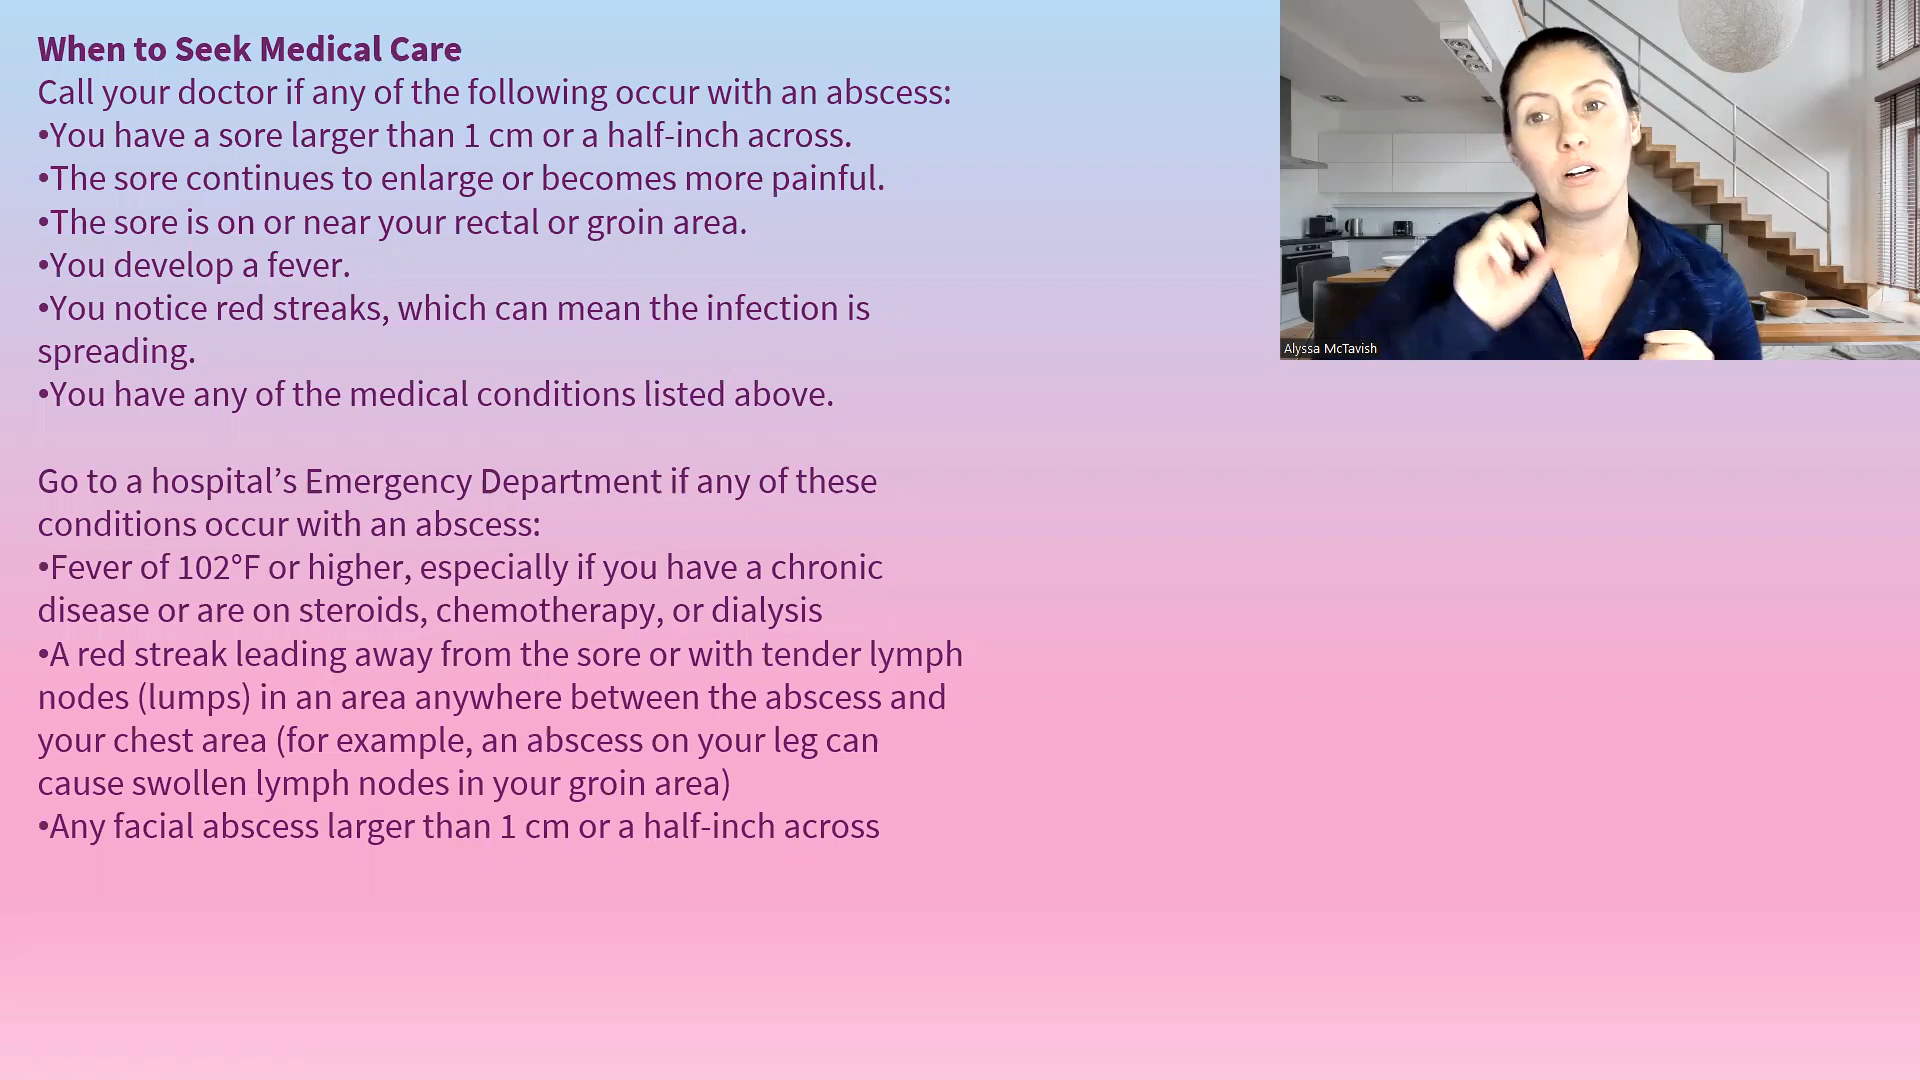 When to Seek Medical Care
Call your doctor if any of the following occur with an abscess:
•You have a sore larger than 1 cm or a half-inch across.
•The sore continues to enlarge or becomes more painful.
•The sore is on or near your rectal or groin area.
•You develop a fever.
•You notice red streaks, which can mean the infection is
spreading.
•You have any of the medical conditions listed above.
Go to a hospital’s Emergency Department if any of these
conditions occur with an abscess:
•Fever of 102°F or higher, especially if you have a chronic
disease or are on steroids, chemotherapy, or dialysis
•A red streak leading away from the sore or with tender lymph
nodes (lumps) in an area anywhere between the abscess and
your chest area (for example, an abscess on your leg can
cause swollen lymph nodes in your groin area)
•Any facial abscess larger than 1 cm or a half-inch across
Alyssa McTavish